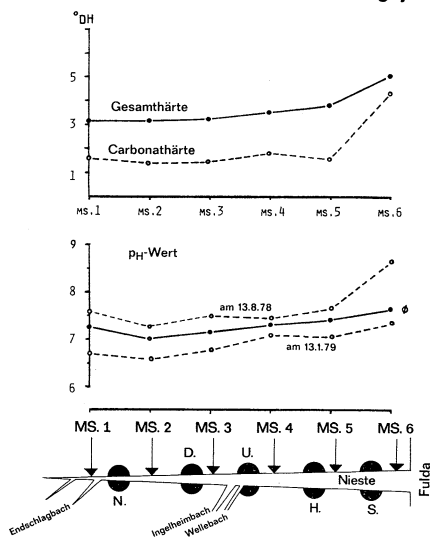 °DH
5
Gesamthärte
3
Carbonathärte
1
MS.1 MS.2 MS.3 MS.4 MS.5 MS.6
9
pH-Wert
8
am 13.8.78
ϕ
7
am 13.1.79
6
MS. 1 MS. 2 MS. 3 MS. 4 MS. 5 MS. 6
D. U.
Nieste
Fulda
N. H. S.
Endschlagbach
Ingelheimbach
Wellebach